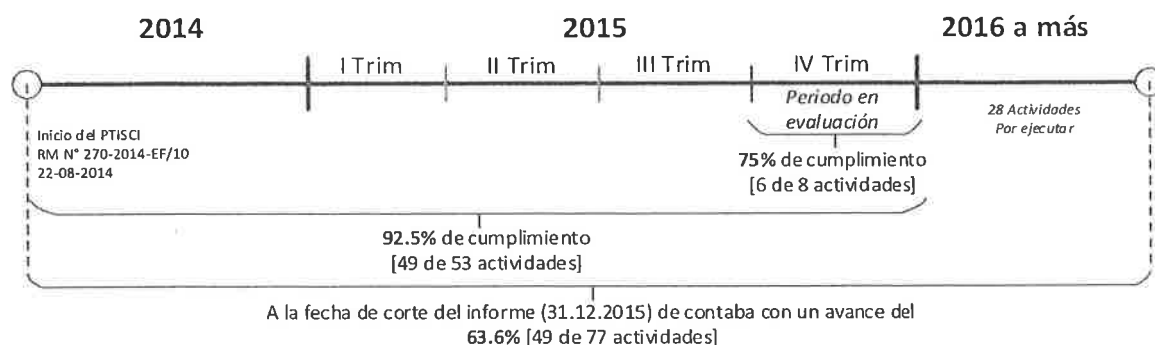 2014
2015
2016 a más
I Trim
II Trim
III Trim
IV Trim
Periodo en
evaluación
28 Actividades
Por ejecutar
Inicio del PTISCI
RM N° 270-2014-EF/10
22-08-2014
75% de cumplimiento
[6 de 8 actividades]
92.5% de cumplimiento
[49 de 53 actividades]
A la fecha de corte del informe (31.12.2015) de contaba con un avance del
63.6% [49 de 77 actividades]